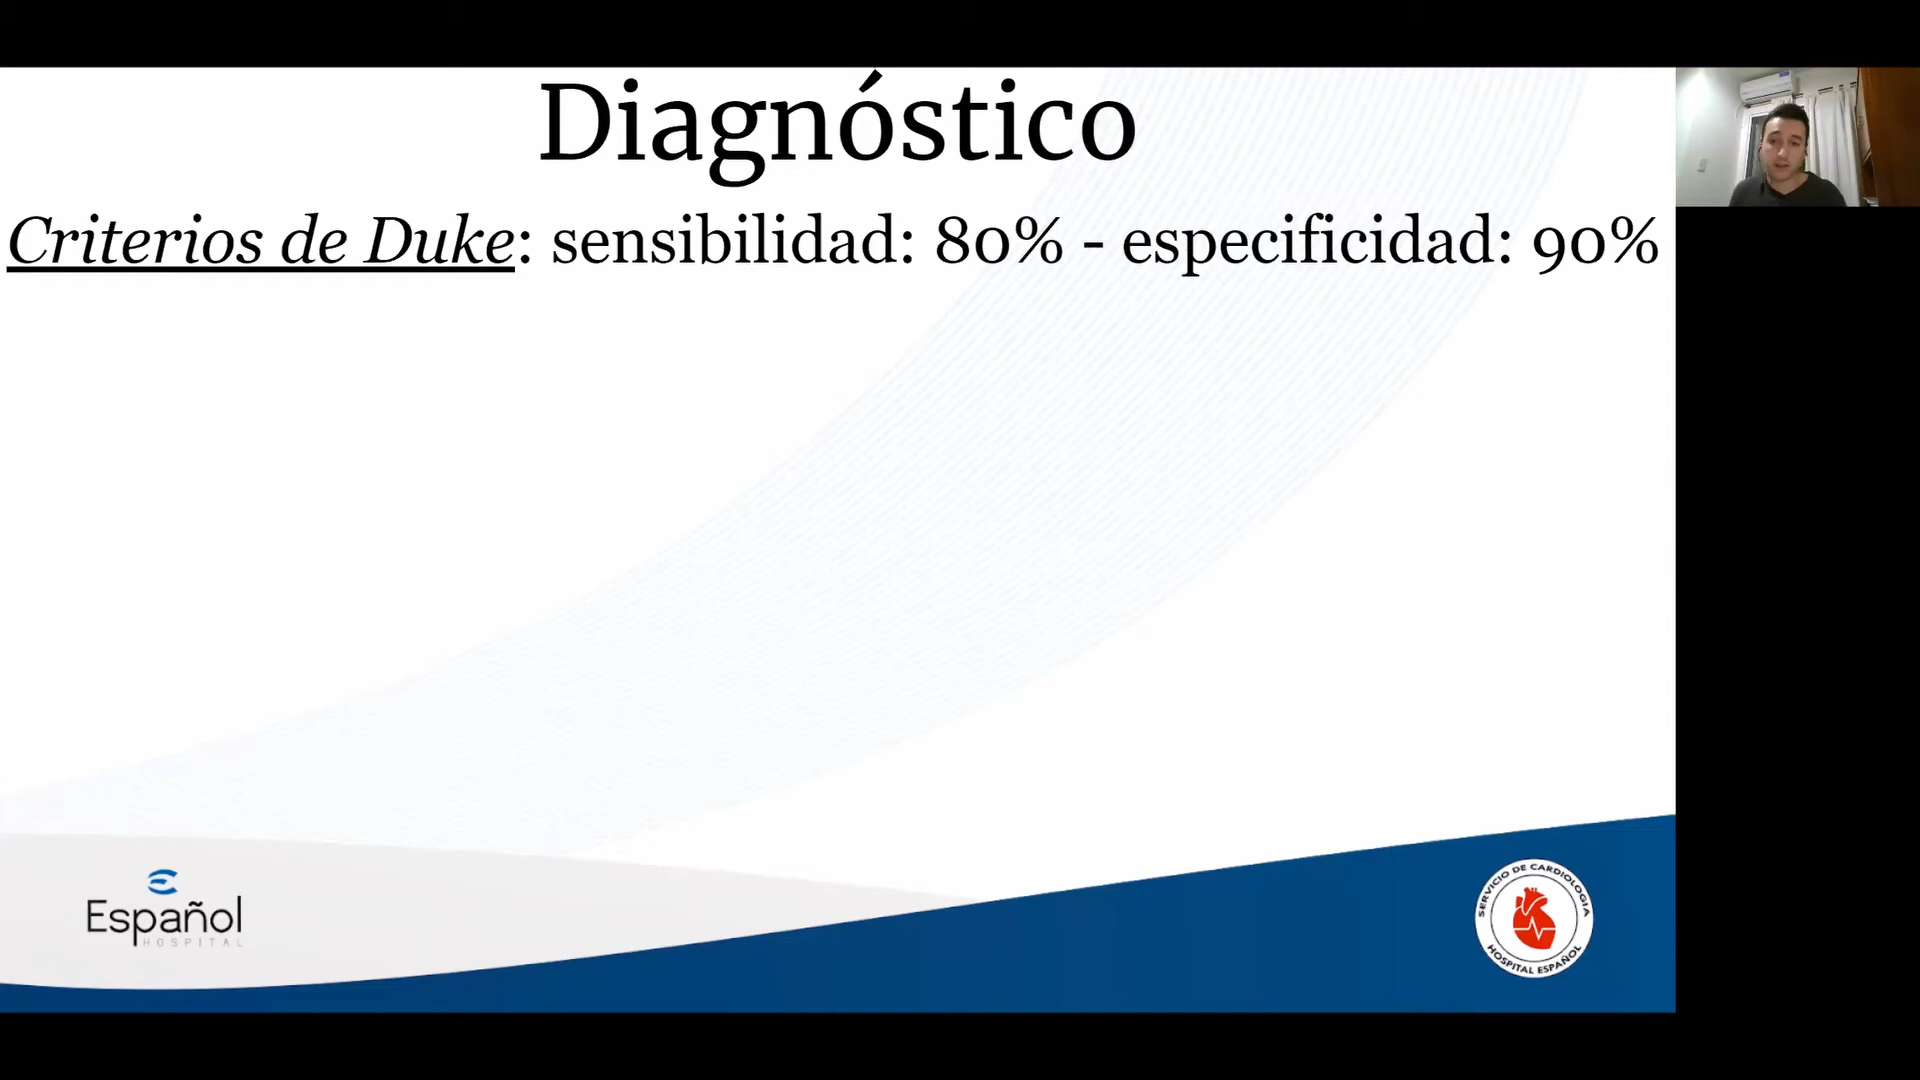 Diagnóstico
Criterios de Duke: sensibilidad: 80% - especificidad: 90%
Español
HOSPITAL
SERVICIO DE CARDIOLOGIA
HOSPITAL ESPAÑOL